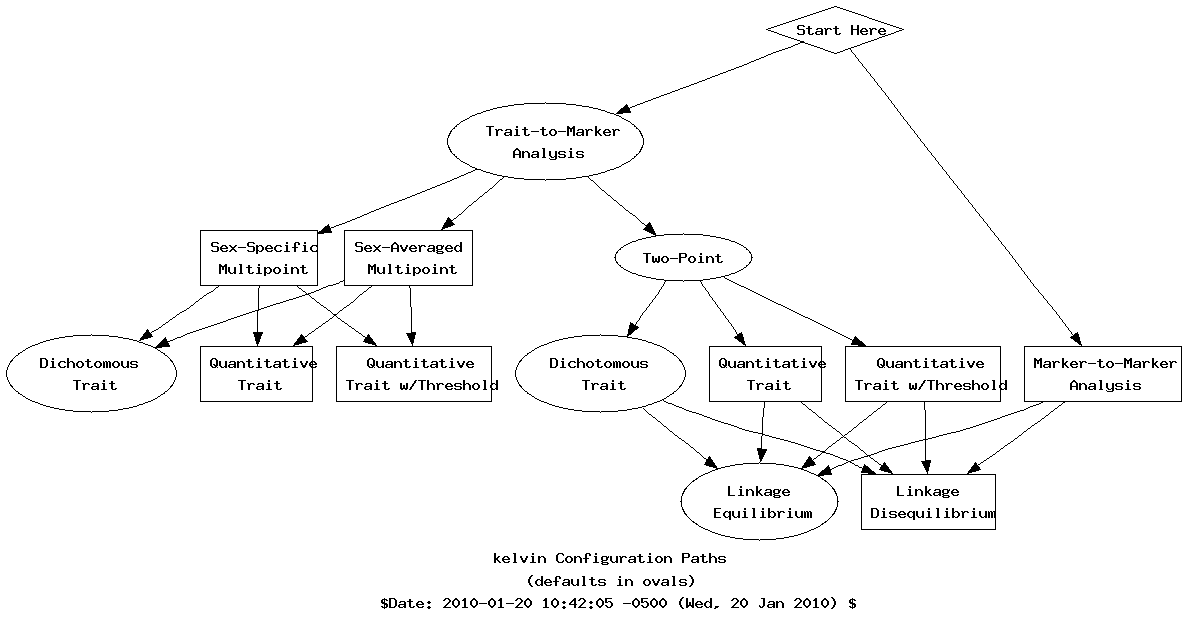 Start Here
Trait-to-Marker
Analysis
Sex-Specific
Multipoint
Sex-Averaged
Multipoint
Two-Point
Dichotomous
Trait
Quantitative
Trait
Quantitative
Trait w/Threshold
Dichotomous
Trait
Quantitative
Trait
Quantitative
Trait w/Threshold
Marker-to-Marker
Analysis
Linkage
Equilibrium
Linkage
Disequilibrium
kelvin Configuration Paths
(defaults in ovals)
$Date: 2010-01-20 10:42:05 -0500 (Wed, 20 Jan 2010) $